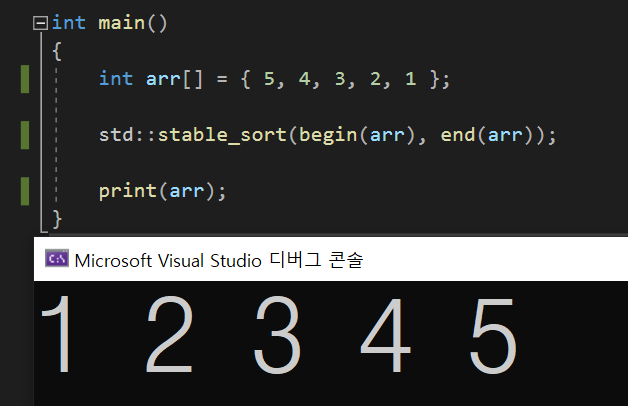 int main()
{
int arr[] = { 5, 4, 3, 2, 1 };
std::stable_sort(begin(arr), end(arr));
print(arr);
}
C:\ Microsoft Visual Studio 디버그 콘솔
1 2 3 4 5